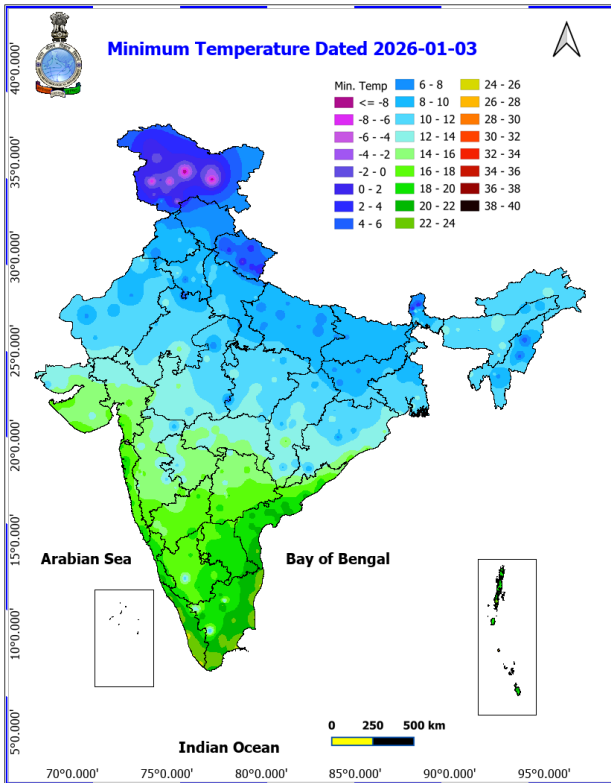 Minimum Temperature Dated 2026-01-03
Min. Temp
<= -8
-8 - -6
-6 - -4
-4 - -2
-2 - 0
0 - 2
2 - 4
4 - 6
6 - 8
8 - 10
10 - 12
12 - 14
14 - 16
16 - 18
18 - 20
20 - 22
22 - 24
24 - 26
26 - 28
28 - 30
30 - 32
32 - 34
34 - 36
36 - 38
38 - 40
40°0.000'
35°0.000'
30°0.000'
25°0.000'
20°0.000'
15°0.000'
10°0.000'
5°0.000'
Arabian Sea
Bay of Bengal
Indian Ocean
0 250 500 km
70°0.000' 75°0.000' 80°0.000' 85°0.000' 90°0.000' 95°0.000'